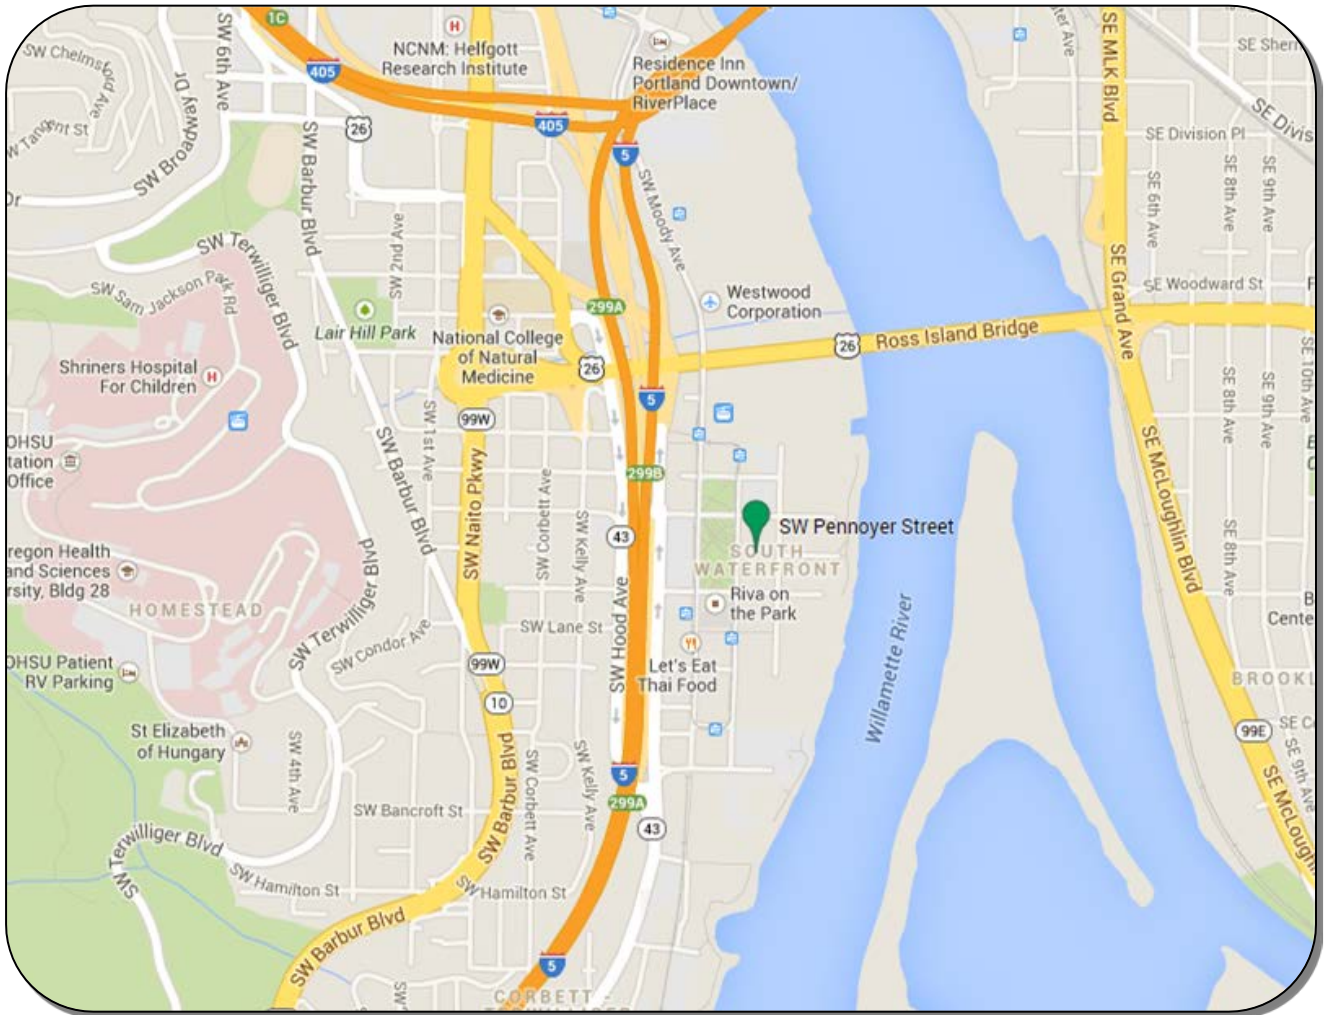 1C
SW 6th Ave
SW Chelmsford Ave
405
NCNM: Helfgott
Research Institute
Residence Inn
Portland Downtown/
RiverPlace
SE MLK Blvd
SE Division Pl
26
405
5
SW Broadway Dr
SW Barbur Blvd
SW Moody Ave
SE 6th Ave
SE 8th Ave
SE 9th Ave
SW Terwilliger Blvd
SW 2nd Ave
SW Sam Jackson Park Rd
Lair Hill Park
299A
Westwood
Corporation
SE Grand Ave
SE Woodward St
National College
of Natural
Medicine
26
26
Ross Island Bridge
Shriners Hospital
For Children
5
SE 8th Ave
SE 9th Ave
SE 10th Ave
99W
SW 1st Ave
SW Barbur Blvd
OHSU
tation
Office
SW Naito Pkwy
299B
SE McLoughlin Blvd
SW Corbett Ave
SW Kelly Ave
43
SW Pennoyer Street
SOUTH
WATERFRONT
SE 8th Ave
regon Health
and Sciences
rsity, Bldg 28
HOMESTEAD
SW Terwilliger Blvd
SW Condor Ave
SW Lane St
SW Hood Ave
Riva on
the Park
Let's Eat
Thai Food
Willamette River
OHSU Patient
RV Parking
99W
10
BROOKL
St Elizabeth
of Hungary
99E
SE 9th Ave
SW 4th Ave
SW Barbur Blvd
SW Corbett Ave
SW Kelly Ave
5
299A
43
SW Bancroft St
SW Terwilliger Blvd
SW Hamilton St
SW Hamilton St
SW Barbur Blvd
5
SE McLoughl
SW
CORBETT -